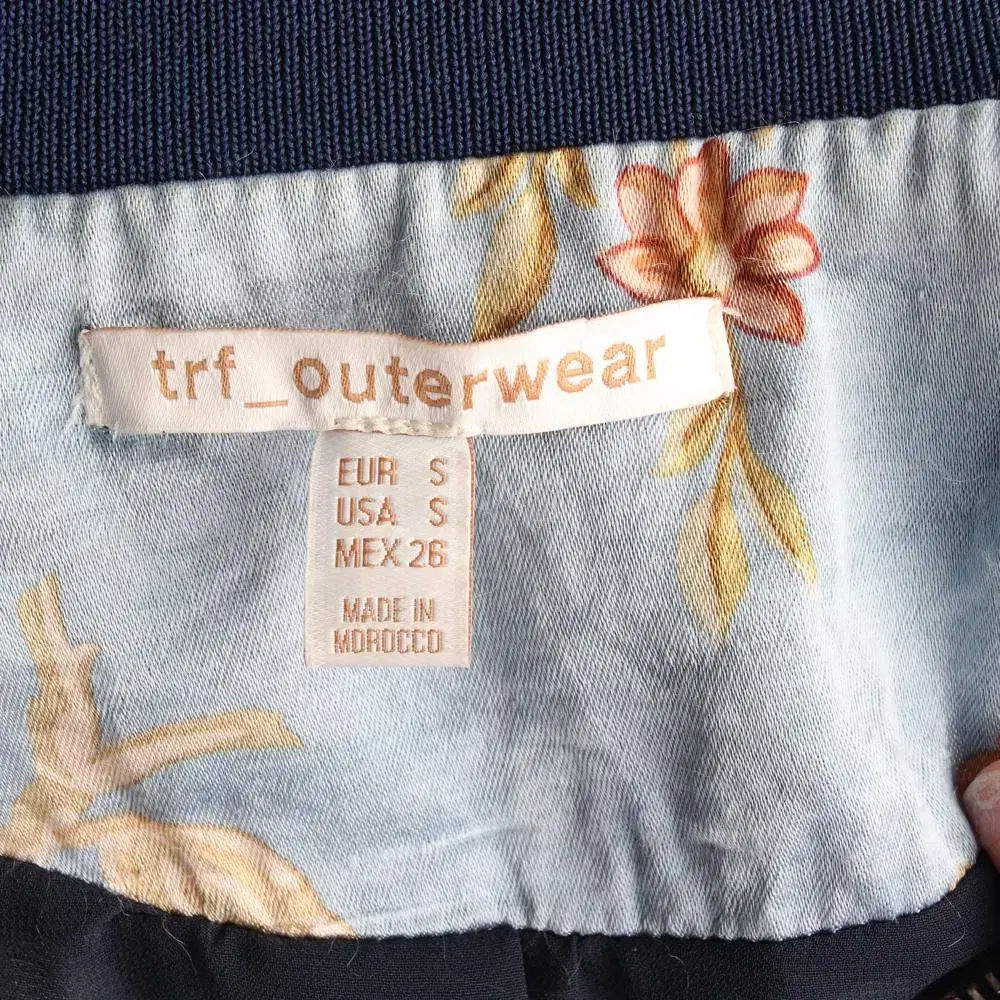 trf_outerwear
EUR S
USA S
MEX 26
MADE IN
MOROCCO